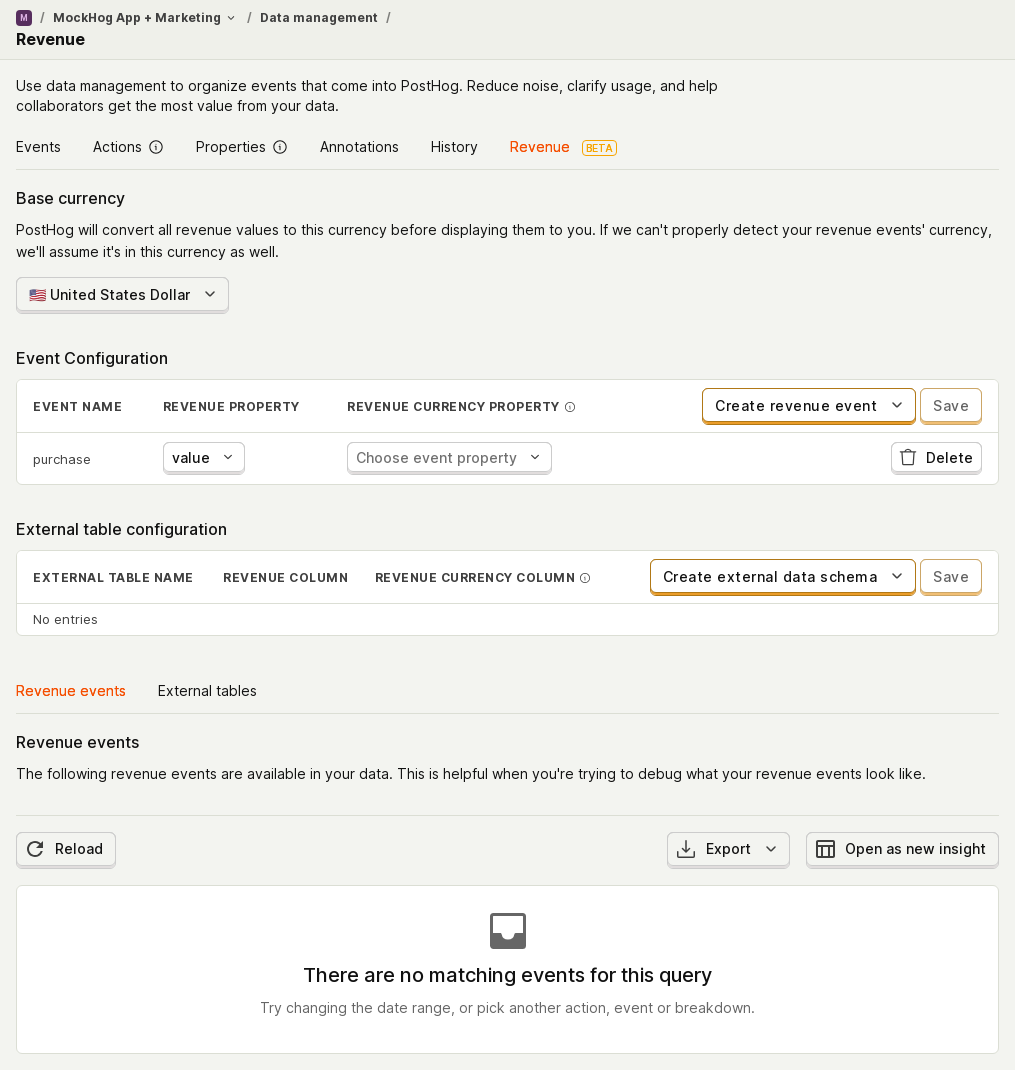 M / MockHog App + Marketing / Data management /
Revenue
Use data management to organize events that come into PostHog. Reduce noise, clarify usage, and help
collaborators get the most value from your data.
Events Actions Properties Annotations History Revenue BETA
Base currency
PostHog will convert all revenue values to this currency before displaying them to you. If we can't properly detect your revenue events' currency,
we'll assume it's in this currency as well.
🇺🇸 United States Dollar
Event Configuration
EVENT NAME REVENUE PROPERTY REVENUE CURRENCY PROPERTY Create revenue event Save
purchase value Choose event property Delete
External table configuration
EXTERNAL TABLE NAME REVENUE COLUMN REVENUE CURRENCY COLUMN Create external data schema Save
No entries
Revenue events External tables
Revenue events
The following revenue events are available in your data. This is helpful when you're trying to debug what your revenue events look like.
Reload Export Open as new insight
There are no matching events for this query
Try changing the date range, or pick another action, event or breakdown.